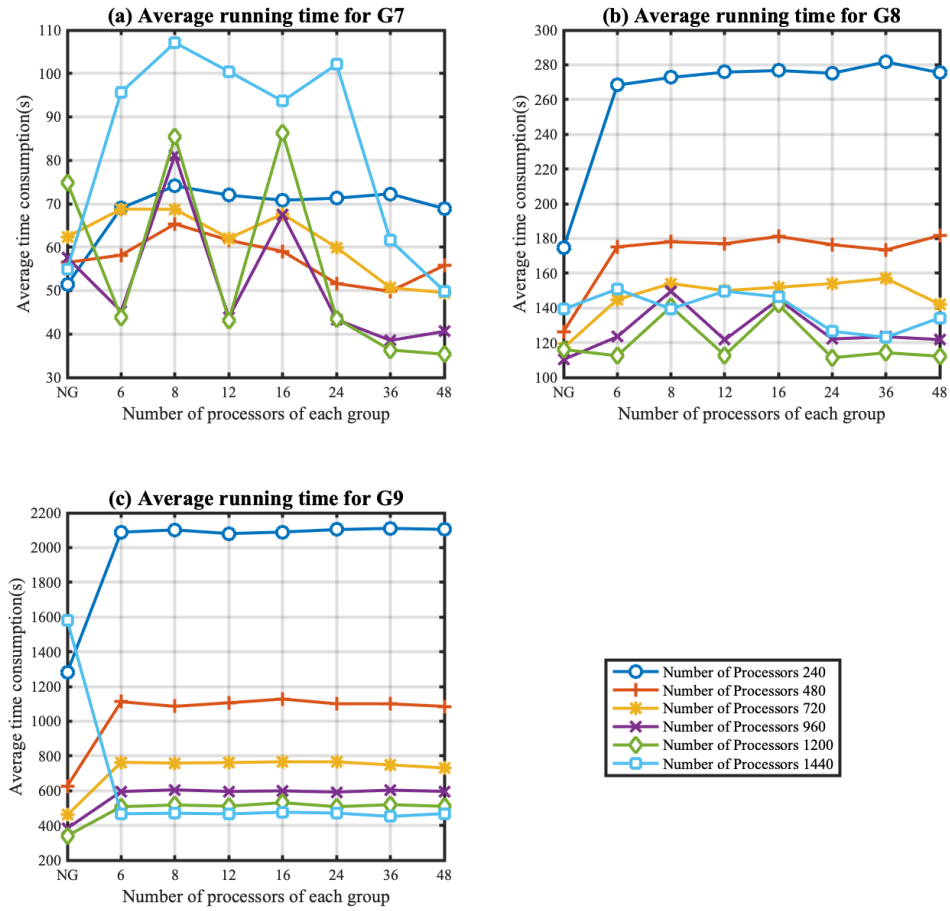 (a) Average running time for G7
110
100
90
80
70
60
50
40
30
Average time consumption(s)
NG 6 8 12 16 24 36 48
Number of processors of each group
(b) Average running time for G8
300
280
260
240
220
200
180
160
140
120
100
Average time consumption(s)
NG 6 8 12 16 24 36 48
Number of processors of each group
(c) Average running time for G9
2200
2000
1800
1600
1400
1200
1000
800
600
400
200
Average time consumption(s)
NG 6 8 12 16 24 36 48
Number of processors of each group
Number of Processors 240
Number of Processors 480
Number of Processors 720
Number of Processors 960
Number of Processors 1200
Number of Processors 1440